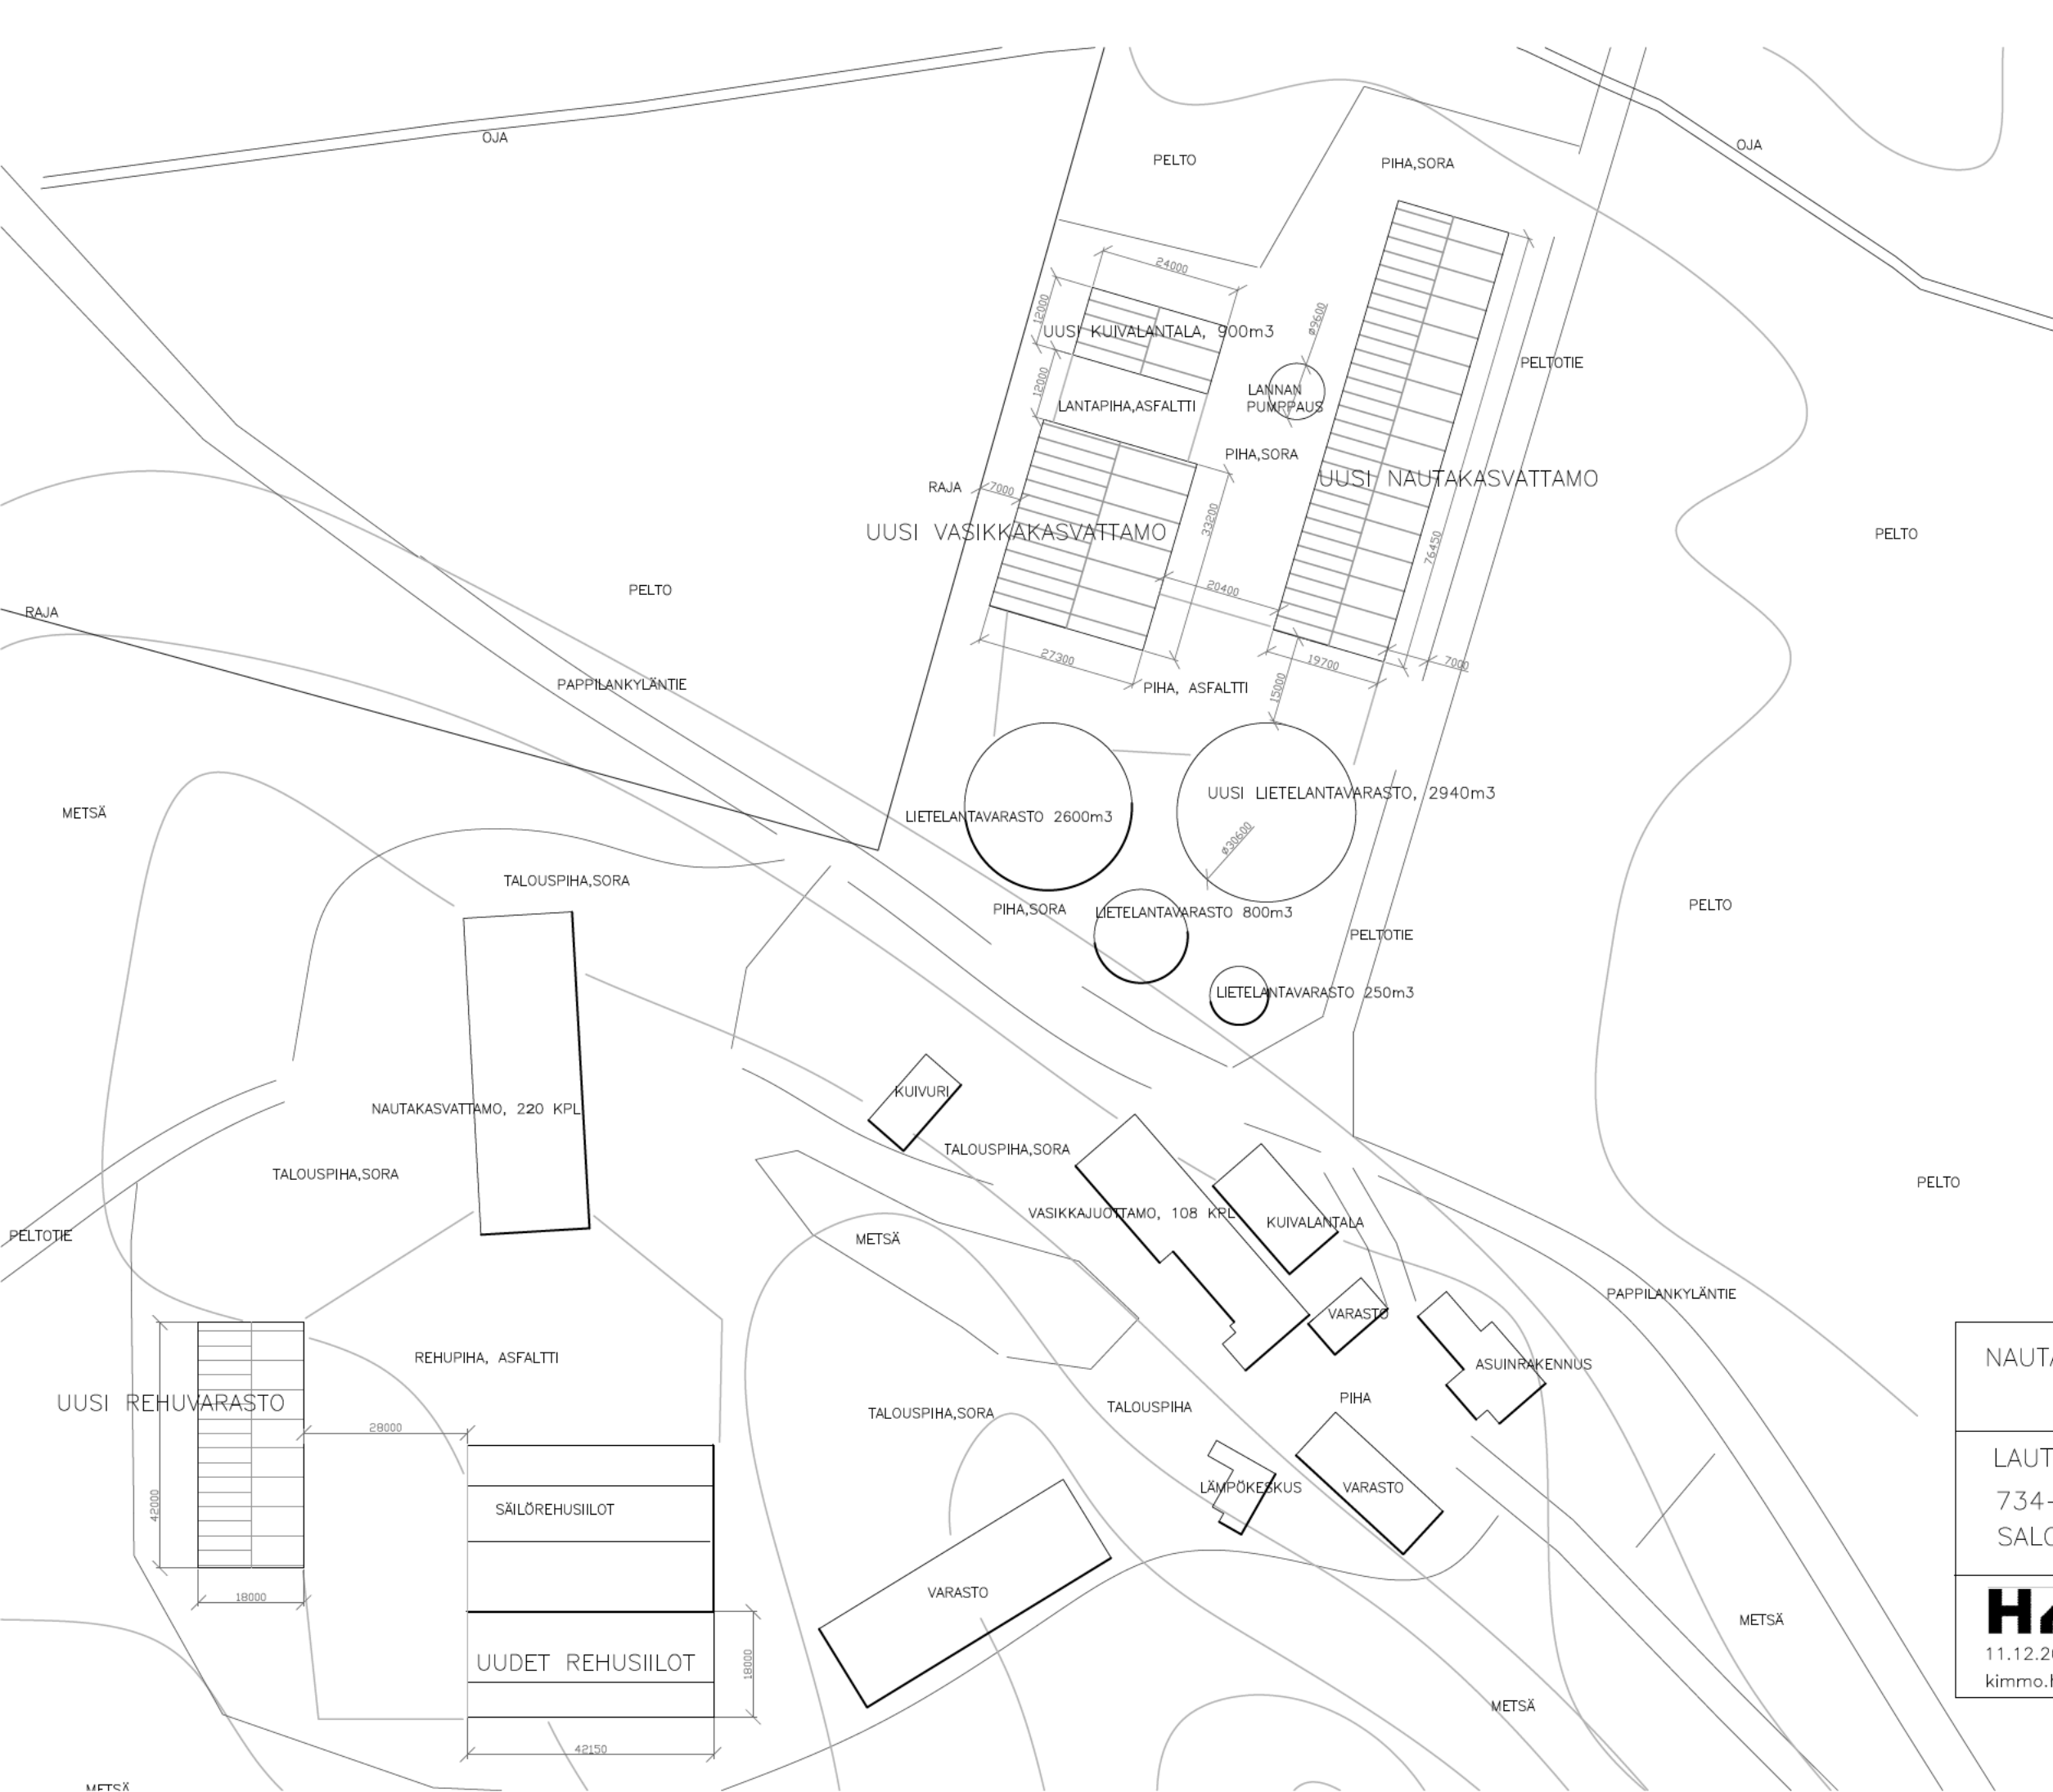 OJA
PELTO
PIHA,SORA
OJA
24000
12000
ø9600
UUSI KUIVALANTALA, 900m3
PELTOTIE
12000
LANNAN
PUMPPAUS
LANTAPIHA,ASFALTTI
PIHA,SORA
UUSI NAUTAKASVATTAMO
RAJA
7000
33200
UUSI VASIKKAKASVATTAMO
PELTO
76450
PELTO
20400
RAJA
27300
19700
7000
PAPPILANKYLÄNTIE
PIHA, ASFALTTI
15000
METSÄ
UUSI LIETELANTAVARASTO, 2940m3
LIETELANTAVARASTO 2600m3
ø30600
TALOUSPIHA,SORA
PIHA,SORA
LIETELANTAVARASTO 800m3
PELTO
PELTOTIE
LIETELANTAVARASTO 250m3
KUIVURI
NAUTAKASVATTAMO, 220 KPL
TALOUSPIHA,SORA
TALOUSPIHA,SORA
PELTO
VASIKKAJUOTTAMO, 108 KPL
KUIVALANTALA
PELTOTIE
METSÄ
PAPPILANKYLÄNTIE
VARASTO
REHUPIHA, ASFALTTI
ASUINRAKENNUS
NAUTA
UUSI REHUVARASTO
PIHA
TALOUSPIHA
TALOUSPIHA,SORA
28000
LAUT
LÄMPÖKESKUS
VARASTO
734-
42000
SÄILÖREHUSIILOT
SALO
18000
VARASTO
METSÄ
11.12.20
UUDET REHUSIILOT
18000
kimmo.h
METSÄ
42150
METSÄ